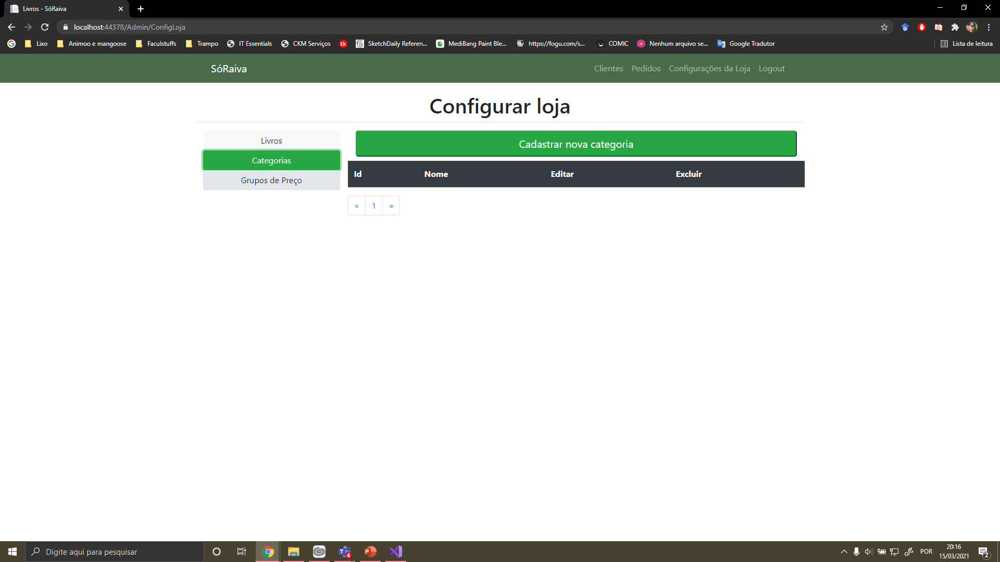 Livros - SóRaiva
localhost:44378/Admin/ConfigLoja
Lixo Animoo e mangoose Faculstuffs Trampo IT Essentials CKM Serviços tk SketchDaily Referen... MediBang Paint Ble... https://fogu.com/s... COMIC Nenhum arquivo se... Google Tradutor Lista de leitura
SóRaiva Clientes Pedidos Configurações da Loja Logout
Configurar loja
Livros
Categorias
Grupos de Preço
Cadastrar nova categoria
Id Nome Editar Excluir
« 1 »
Digite aqui para pesquisar
4
POR
20:16
15/03/2021
2